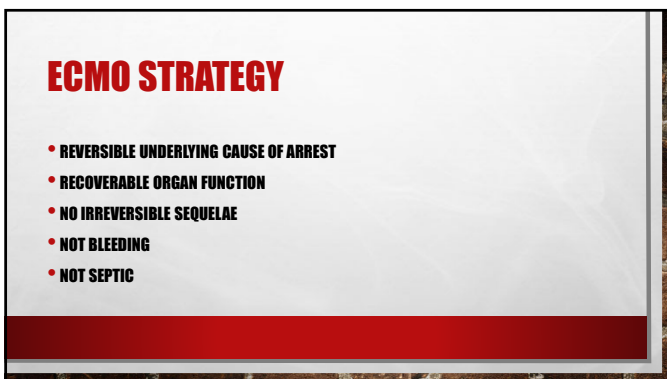 ECMO STRATEGY
• REVERSIBLE UNDERLYING CAUSE OF ARREST
• RECOVERABLE ORGAN FUNCTION
• NO IRREVERSIBLE SEQUELAE
• NOT BLEEDING
• NOT SEPTIC